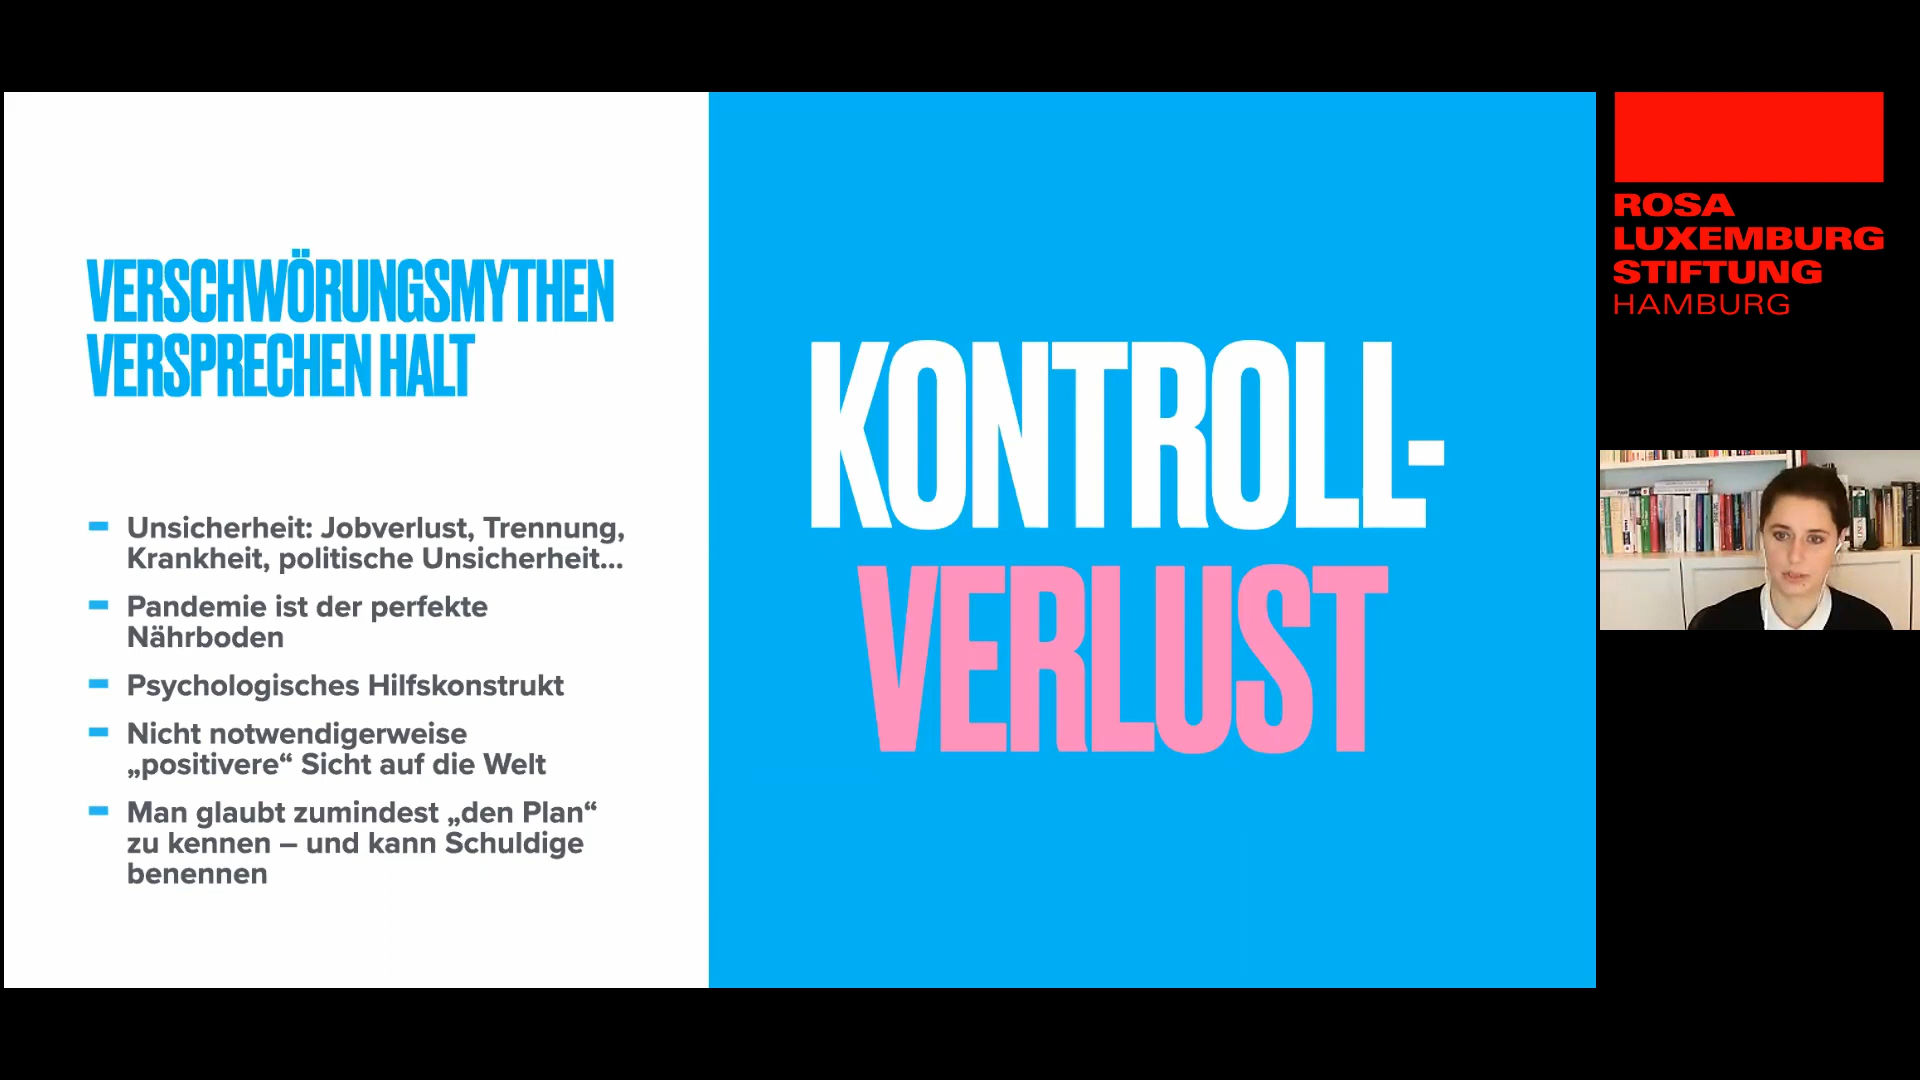 VERSCHWÖRUNGSMYTHEN
VERSPRECHEN HALT
Unsicherheit: Jobverlust, Trennung,
Krankheit, politische Unsicherheit...
Pandemie ist der perfekte
Nährboden
Psychologisches Hilfskonstrukt
Nicht notwendigerweise
„positivere“ Sicht auf die Welt
Man glaubt zumindest „den Plan“
zu kennen – und kann Schuldige
benennen
KONTROLL-
VERLUST
ROSA
LUXEMBURG
STIFTUNG
HAMBURG